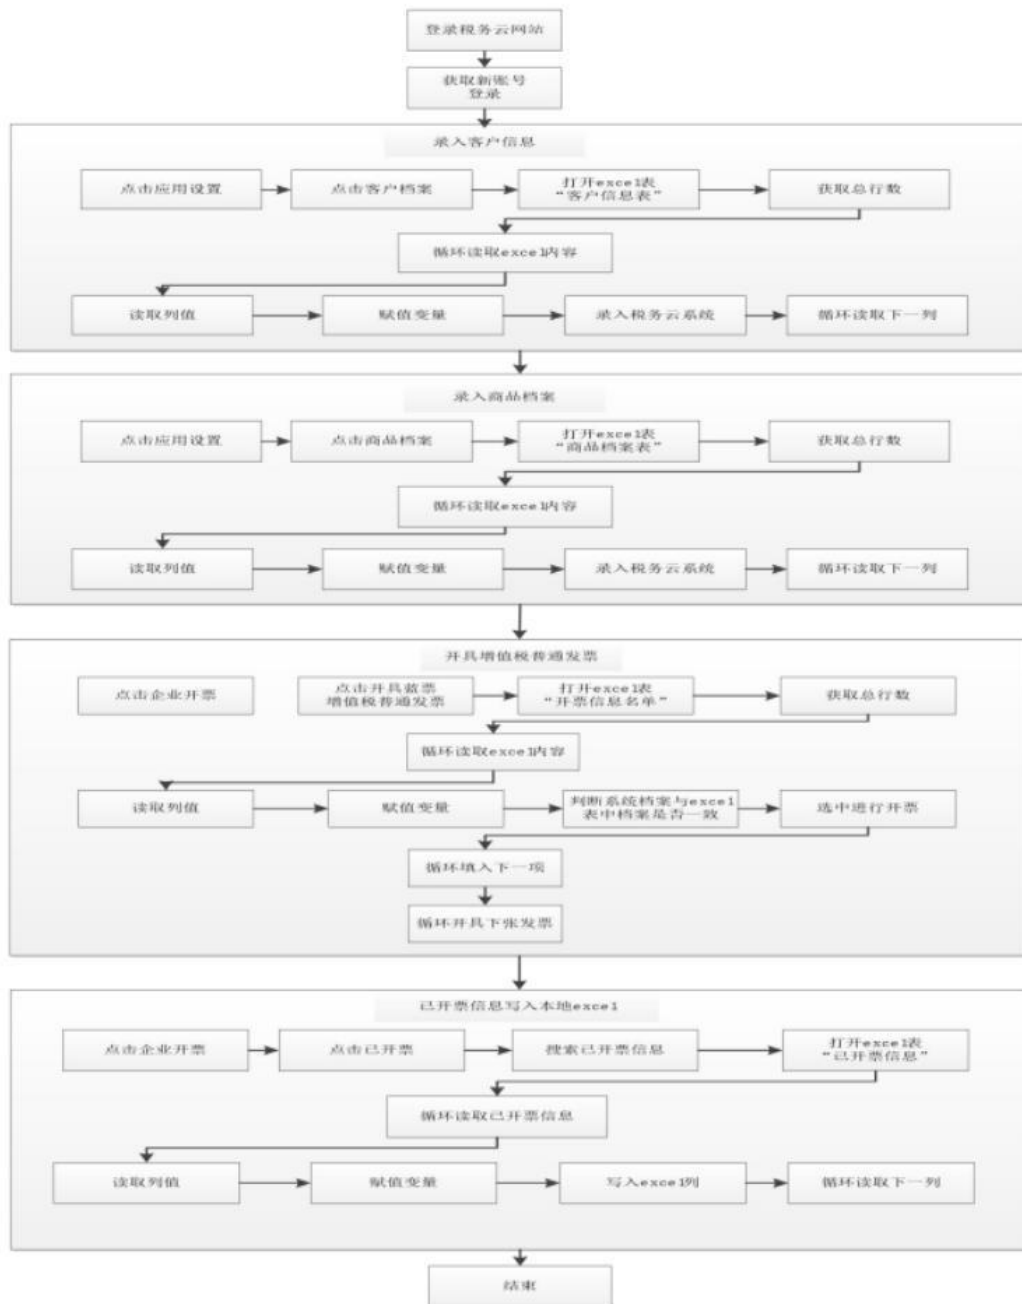 登录税务云网站
获取新账号
登录
录入客户信息
点击应用设置
点击客户档案
打开excel表
“客户信息表”
获取总行数
循环读取excel内容
读取列值
赋值变量
录入税务云系统
循环读取下一列
录入商品档案
点击应用设置
点击商品档案
打开excel表
“商品档案表”
获取总行数
循环读取excel内容
读取列值
赋值变量
录入税务云系统
循环读取下一列
开具增值税普通发票
点击企业开票
点击开具蓝票
增值税普通发票
打开excel表
“开票信息名单”
获取总行数
循环读取excel内容
读取列值
赋值变量
判断系统档案与excel
表中档案是否一致
选中进行开票
循环填入下一项
循环开具下张发票
已开票信息写入本地excel
点击企业开票
点击已开票
搜索已开票信息
打开excel表
“已开票信息”
循环读取已开票信息
读取列值
赋值变量
写入excel列
循环读取下一列
结束